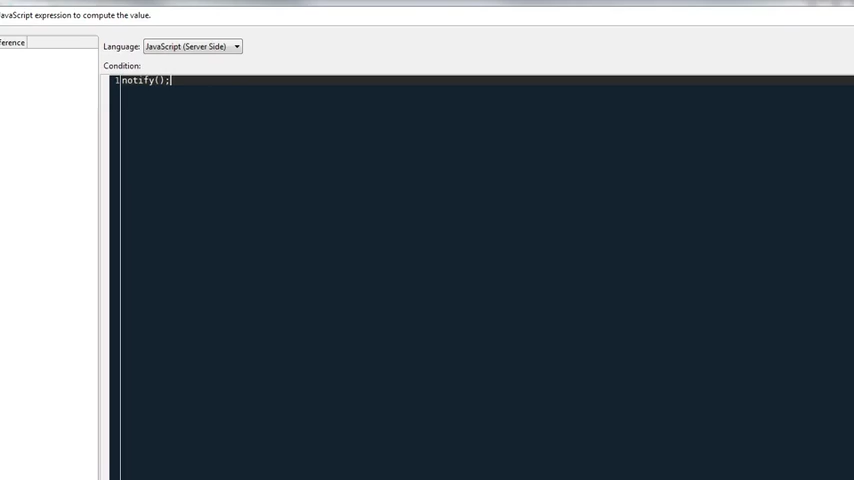 JavaScript expression to compute the value.
ference
Language: JavaScript (Server Side)
Condition:
1 notify();